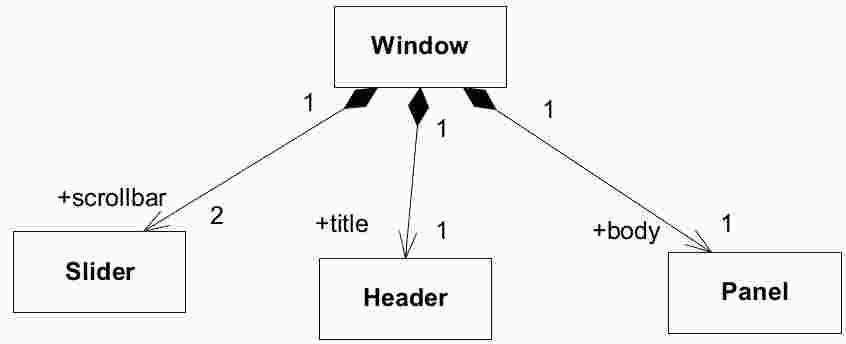 Window
1
1
1
+scrollbar
2
+title
1
+body
1
Slider
Header
Panel